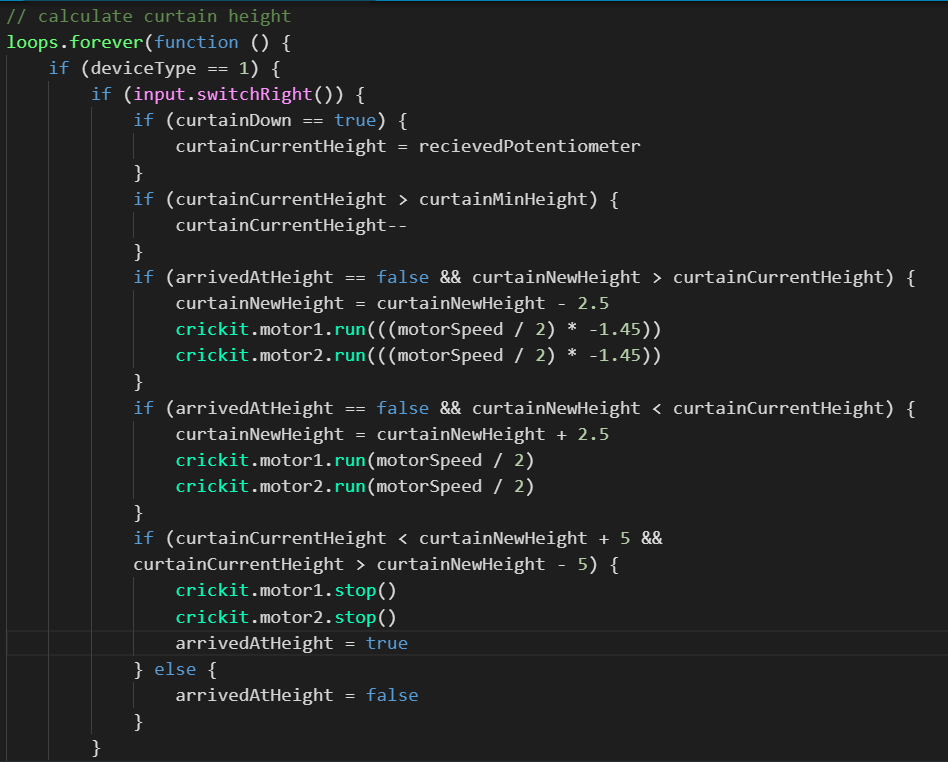 // calculate curtain height
loops.forever(function () {
    if (deviceType == 1) {
        if (input.switchRight()) {
            if (curtainDown == true) {
                curtainCurrentHeight = recievedPotentiometer
            }
            if (curtainCurrentHeight > curtainMinHeight) {
                curtainCurrentHeight--
            }
            if (arrivedAtHeight == false && curtainNewHeight > curtainCurrentHeight) {
                curtainNewHeight = curtainNewHeight - 2.5
                crickit.motor1.run(((motorSpeed / 2) * -1.45))
                crickit.motor2.run(((motorSpeed / 2) * -1.45))
            }
            if (arrivedAtHeight == false && curtainNewHeight < curtainCurrentHeight) {
                curtainNewHeight = curtainNewHeight + 2.5
                crickit.motor1.run(motorSpeed / 2)
                crickit.motor2.run(motorSpeed / 2)
            }
            if (curtainCurrentHeight < curtainNewHeight + 5 &&
            curtainCurrentHeight > curtainNewHeight - 5) {
                crickit.motor1.stop()
                crickit.motor2.stop()
                arrivedAtHeight = true
            } else {
                arrivedAtHeight = false
            }
        }